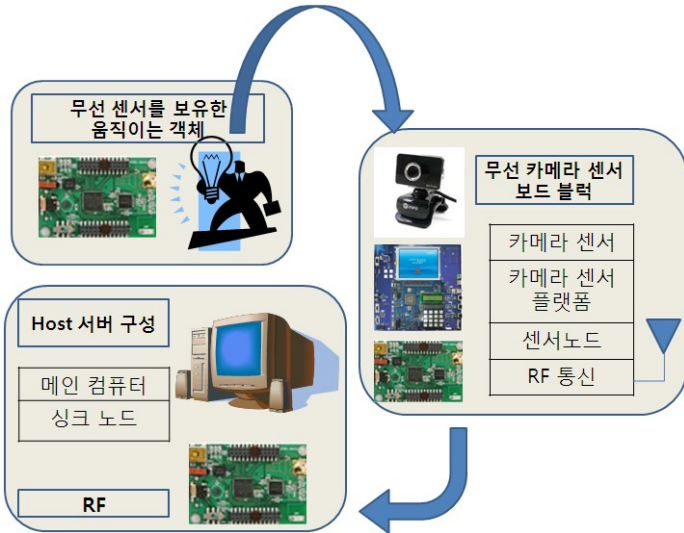 무선 센서를 보유한
움직이는 객체
무선 카메라 센서
보드 블럭
카메라 센서
카메라 센서
플랫폼
센서노드
RF 통신
Host 서버 구성
메인 컴퓨터
싱크 노드
RF